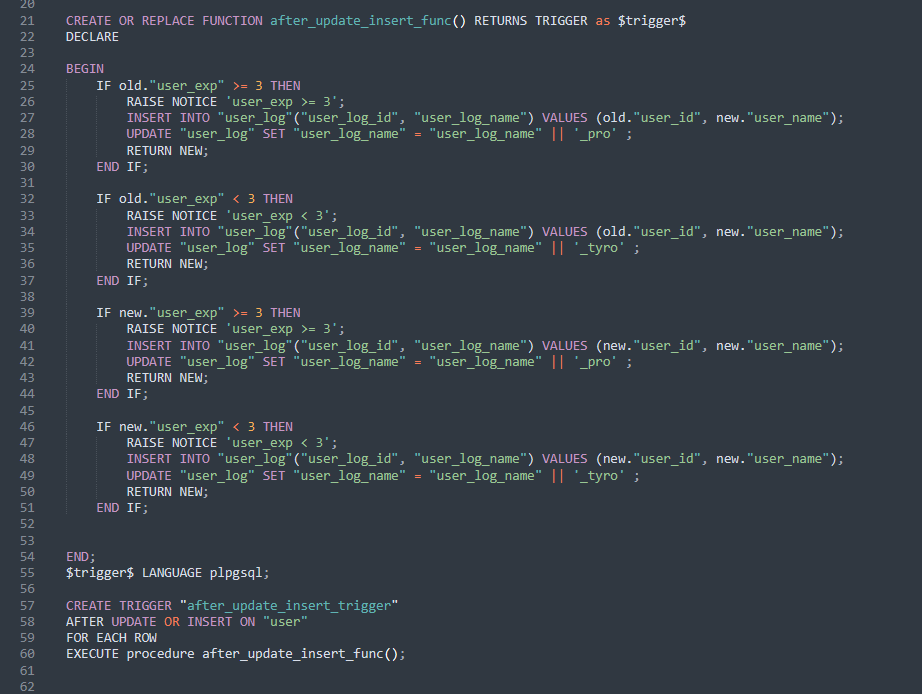 20
21 CREATE OR REPLACE FUNCTION after_update_insert_func() RETURNS TRIGGER as $trigger$
22 DECLARE
23
24 BEGIN
25     IF old."user_exp" >= 3 THEN
26         RAISE NOTICE 'user_exp >= 3';
27         INSERT INTO "user_log"("user_log_id", "user_log_name") VALUES (old."user_id", new."user_name");
28         UPDATE "user_log" SET "user_log_name" = "user_log_name" || '_pro' ;
29         RETURN NEW;
30     END IF;
31
32     IF old."user_exp" < 3 THEN
33         RAISE NOTICE 'user_exp < 3';
34         INSERT INTO "user_log"("user_log_id", "user_log_name") VALUES (old."user_id", new."user_name");
35         UPDATE "user_log" SET "user_log_name" = "user_log_name" || '_tyro' ;
36         RETURN NEW;
37     END IF;
38
39     IF new."user_exp" >= 3 THEN
40         RAISE NOTICE 'user_exp >= 3';
41         INSERT INTO "user_log"("user_log_id", "user_log_name") VALUES (new."user_id", new."user_name");
42         UPDATE "user_log" SET "user_log_name" = "user_log_name" || '_pro' ;
43         RETURN NEW;
44     END IF;
45
46     IF new."user_exp" < 3 THEN
47         RAISE NOTICE 'user_exp < 3';
48         INSERT INTO "user_log"("user_log_id", "user_log_name") VALUES (new."user_id", new."user_name");
49         UPDATE "user_log" SET "user_log_name" = "user_log_name" || '_tyro' ;
50         RETURN NEW;
51     END IF;
52
53
54 END;
55 $trigger$ LANGUAGE plpgsql;
56
57 CREATE TRIGGER "after_update_insert_trigger"
58 AFTER UPDATE OR INSERT ON "user"
59 FOR EACH ROW
60 EXECUTE procedure after_update_insert_func();
61
62